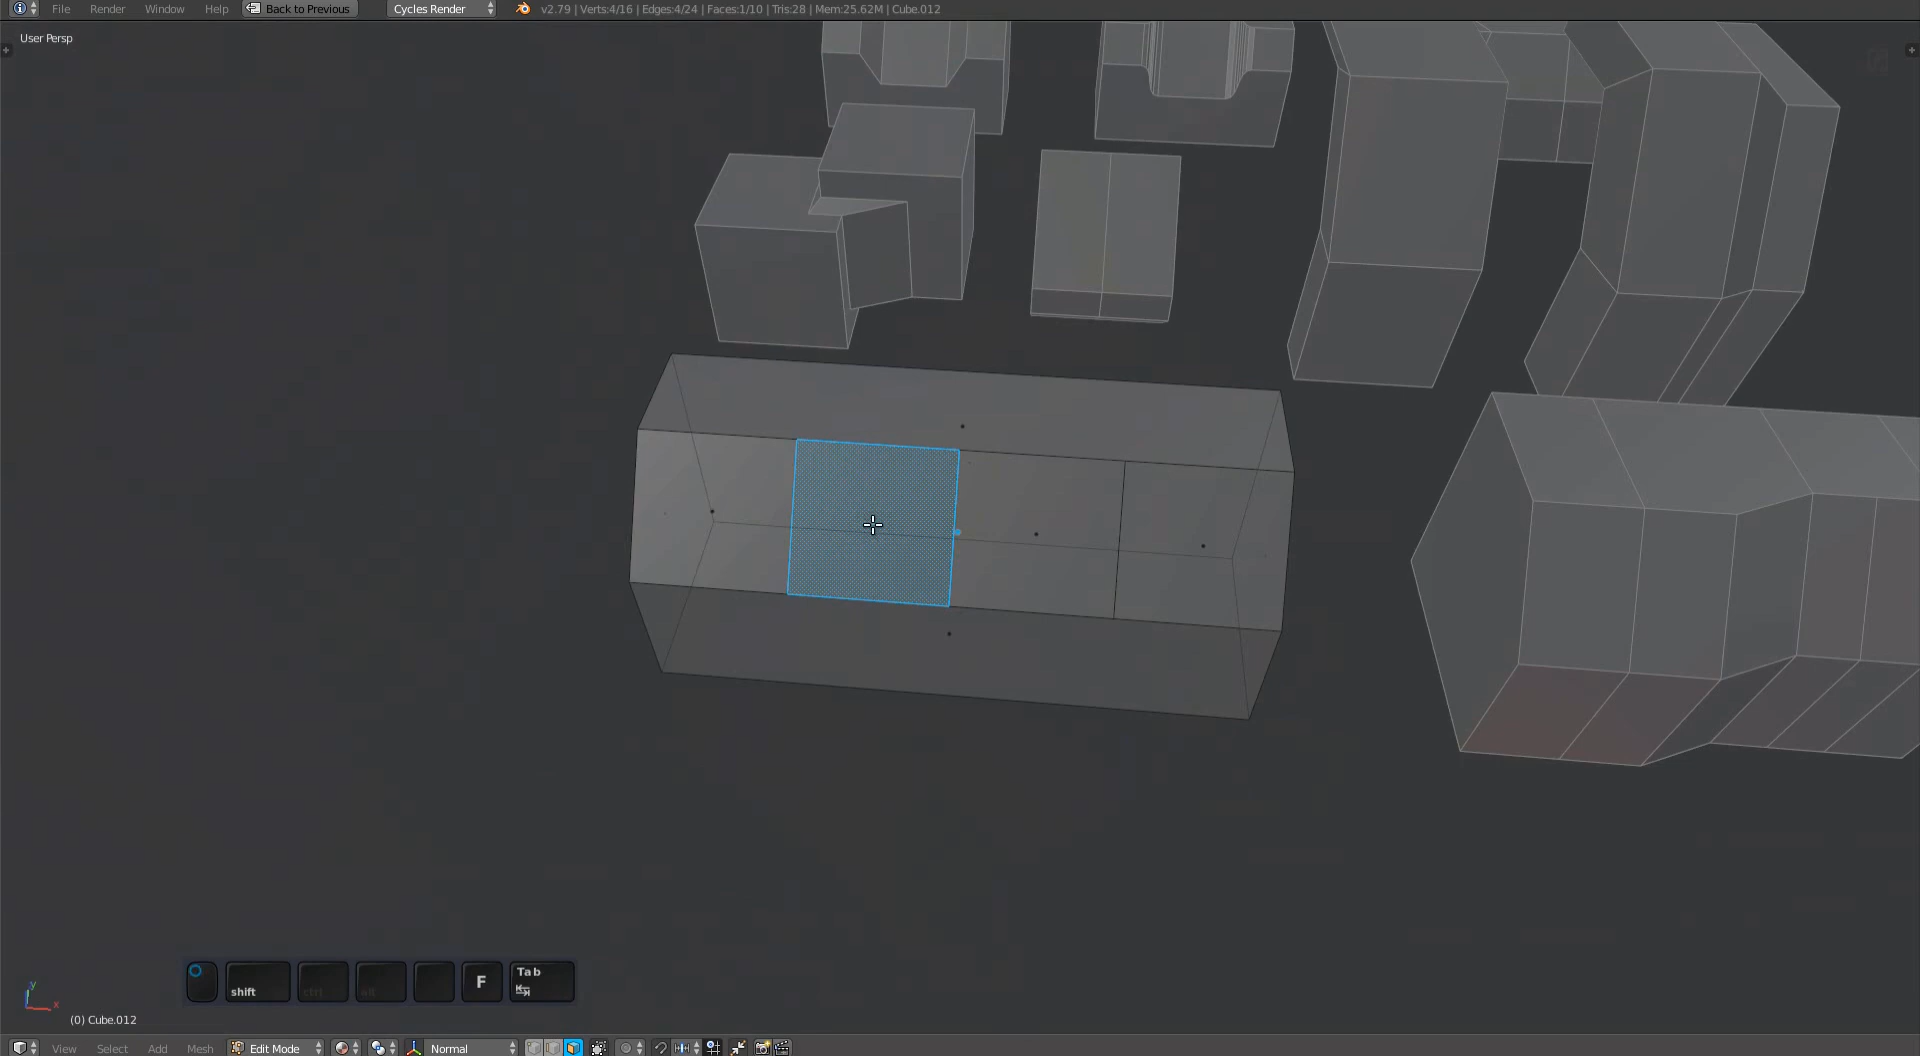 File Render Window Help Back to Previous Cycles Render v2.79 | Verts:4/16 | Edges:4/24 | Faces:1/10 | Tris:28 | Mem:25.62M | Cube.012
User Persp
shift ctrl alt F Tab
y
x
(0) Cube.012
View Select Add Mesh Edit Mode Normal